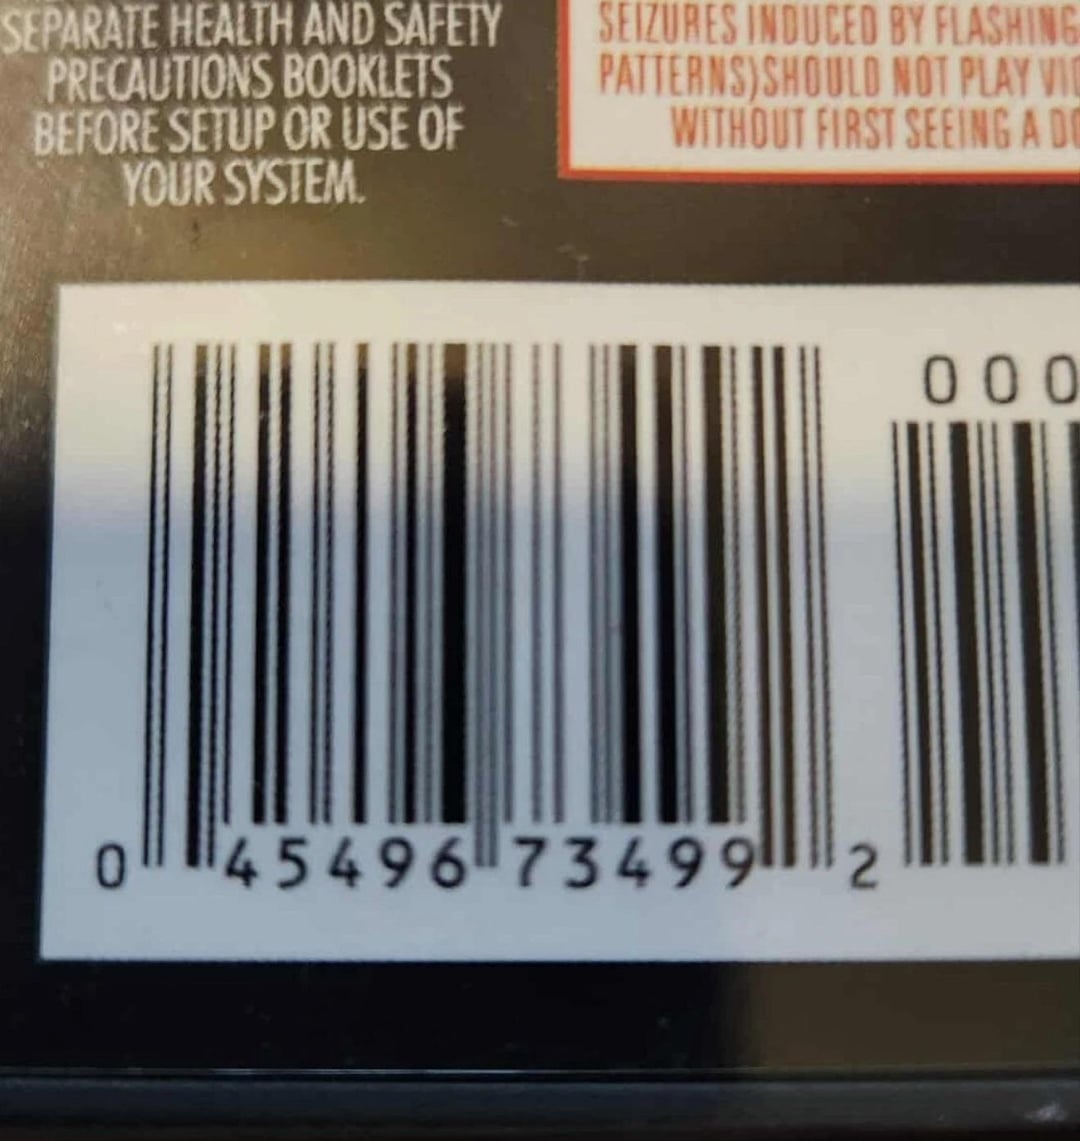 SEPARATE HEALTH AND SAFETY
PRECAUTIONS BOOKLETS
BEFORE SETUP OR USE OF
YOUR SYSTEM.
SEIZURES INDUCED BY FLASHING
PATTERNS) SHOULD NOT PLAY
WITHOUT FIRST SEEING A
000
0 45496 73499 2